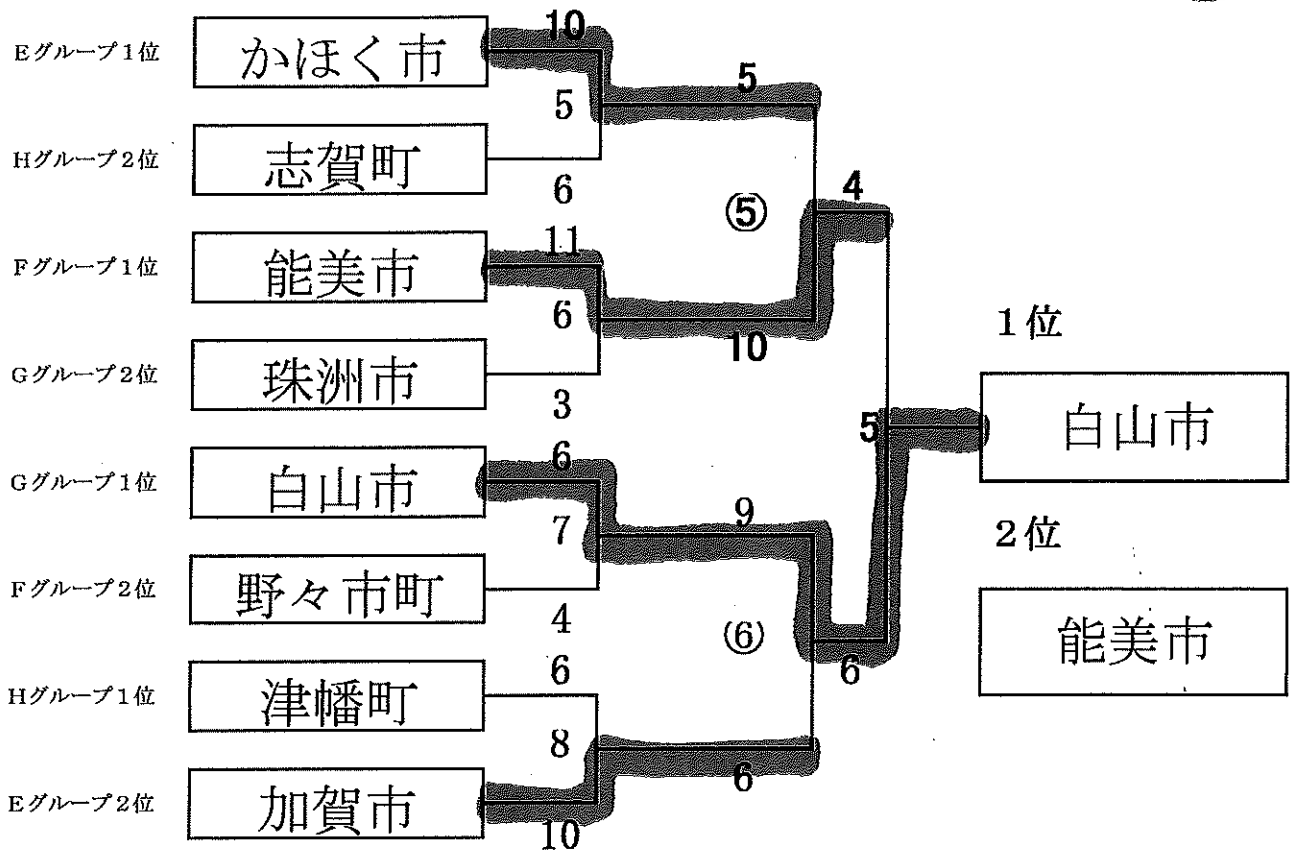 Eグループ1位 かほく市 10
5
5
Hグループ2位 志賀町 6
⑤ 4
Fグループ1位 能美市 11
6
10
Gグループ2位 珠洲市 3
1位
5 白山市
Gグループ1位 白山市 6
7 9
2位
Fグループ2位 野々市町 4
(6) 6
能美市
Hグループ1位 津幡町 6
8
6
Eグループ2位 加賀市 10